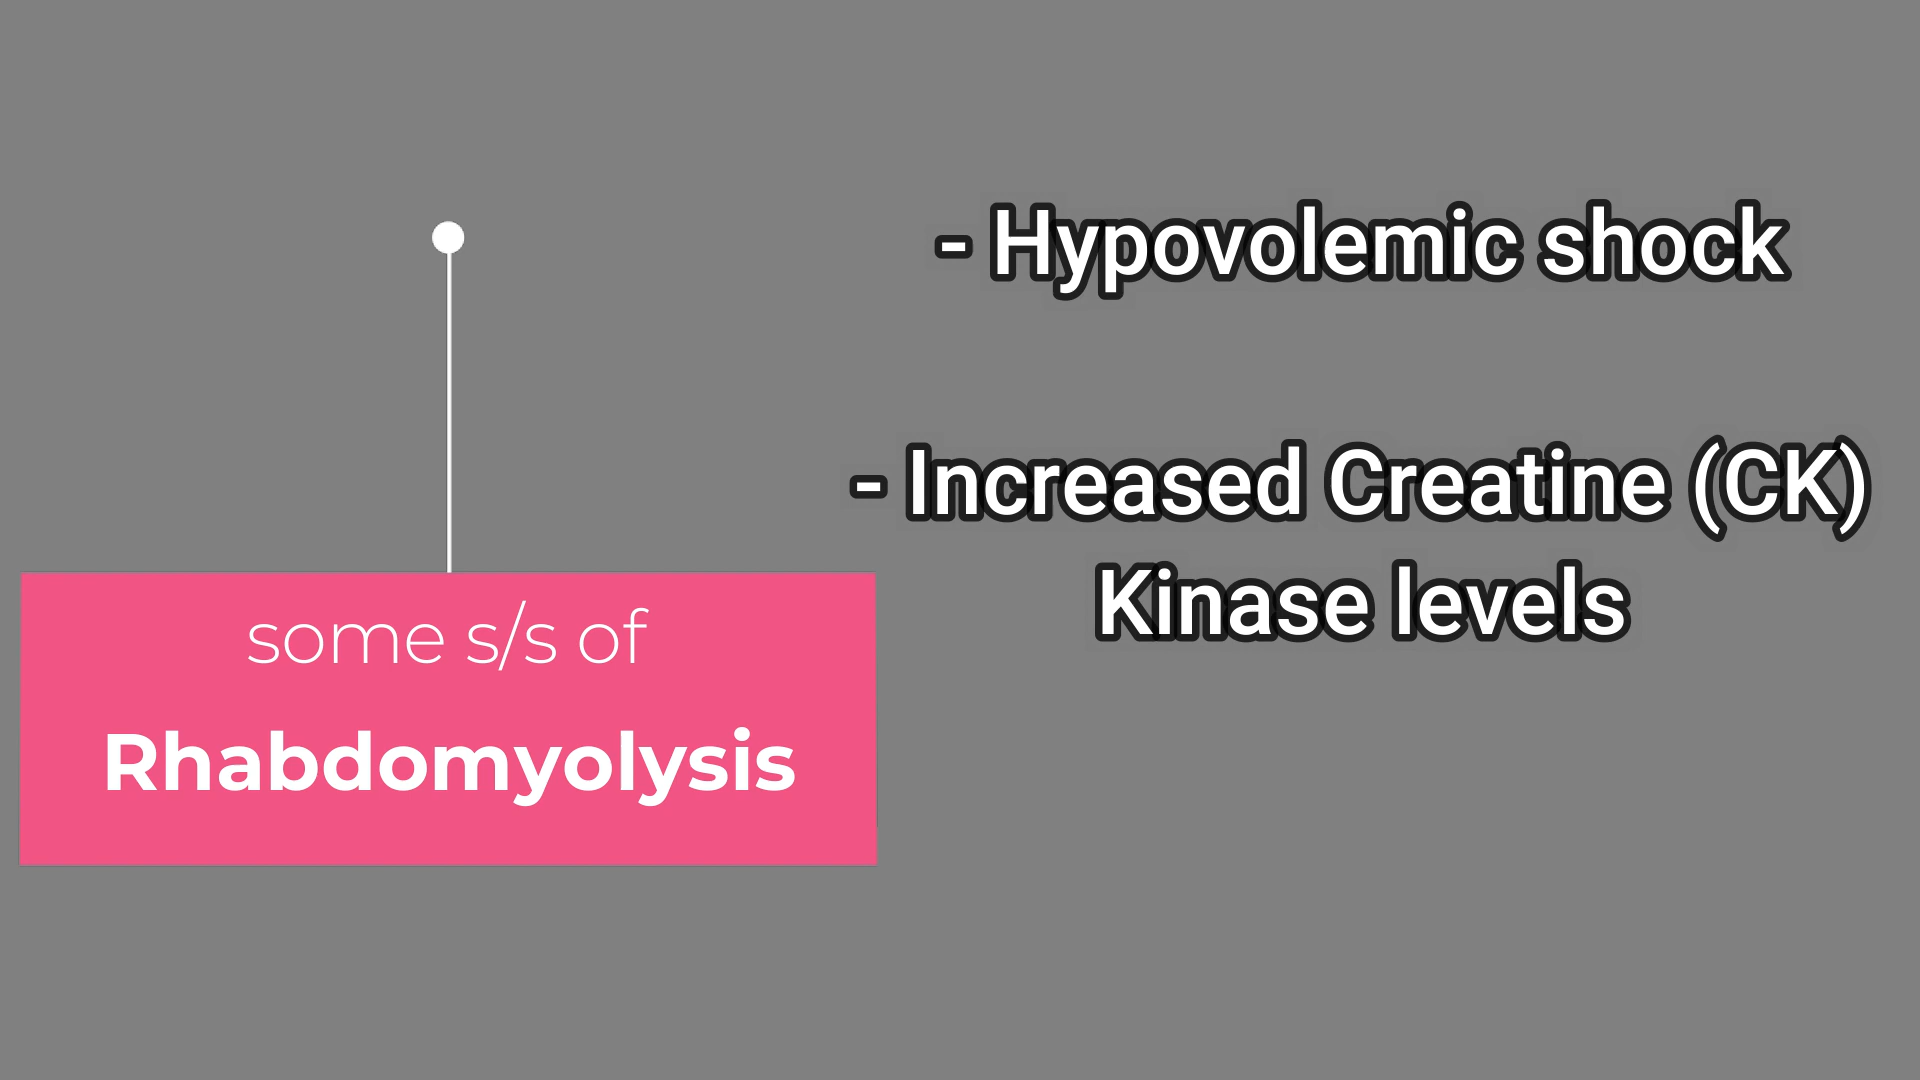 - Hypovolemic shock
- Increased Creatine (CK)
Kinase levels
some s/s of
Rhabdomyolysis